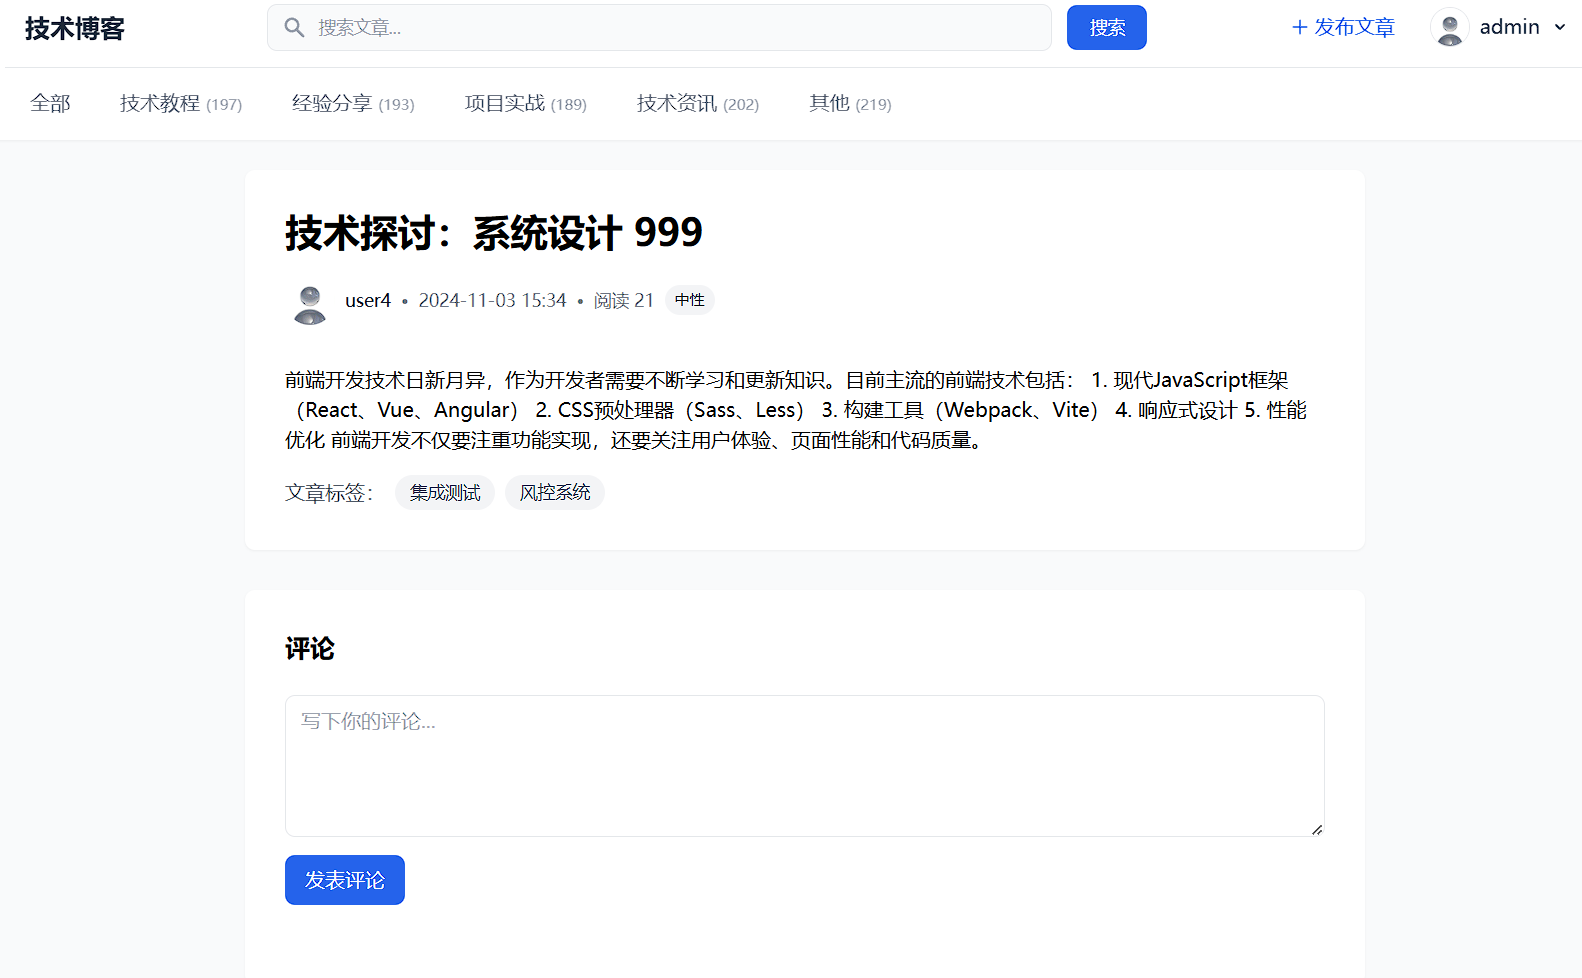 技术博客
搜索文章...
搜索
+ 发布文章
admin
全部
技术教程 (197)
经验分享 (193)
项目实战 (189)
技术资讯 (202)
其他 (219)
技术探讨：系统设计 999
user4 • 2024-11-03 15:34 • 阅读 21 中性
前端开发技术日新月异，作为开发者需要不断学习和更新知识。目前主流的前端技术包括： 1. 现代JavaScript框架
（React、Vue、Angular） 2. CSS预处理器（Sass、Less） 3. 构建工具（Webpack、Vite） 4. 响应式设计 5. 性能
优化 前端开发不仅要注重功能实现，还要关注用户体验、页面性能和代码质量。
文章标签： 集成测试 风控系统
评论
写下你的评论...
发表评论